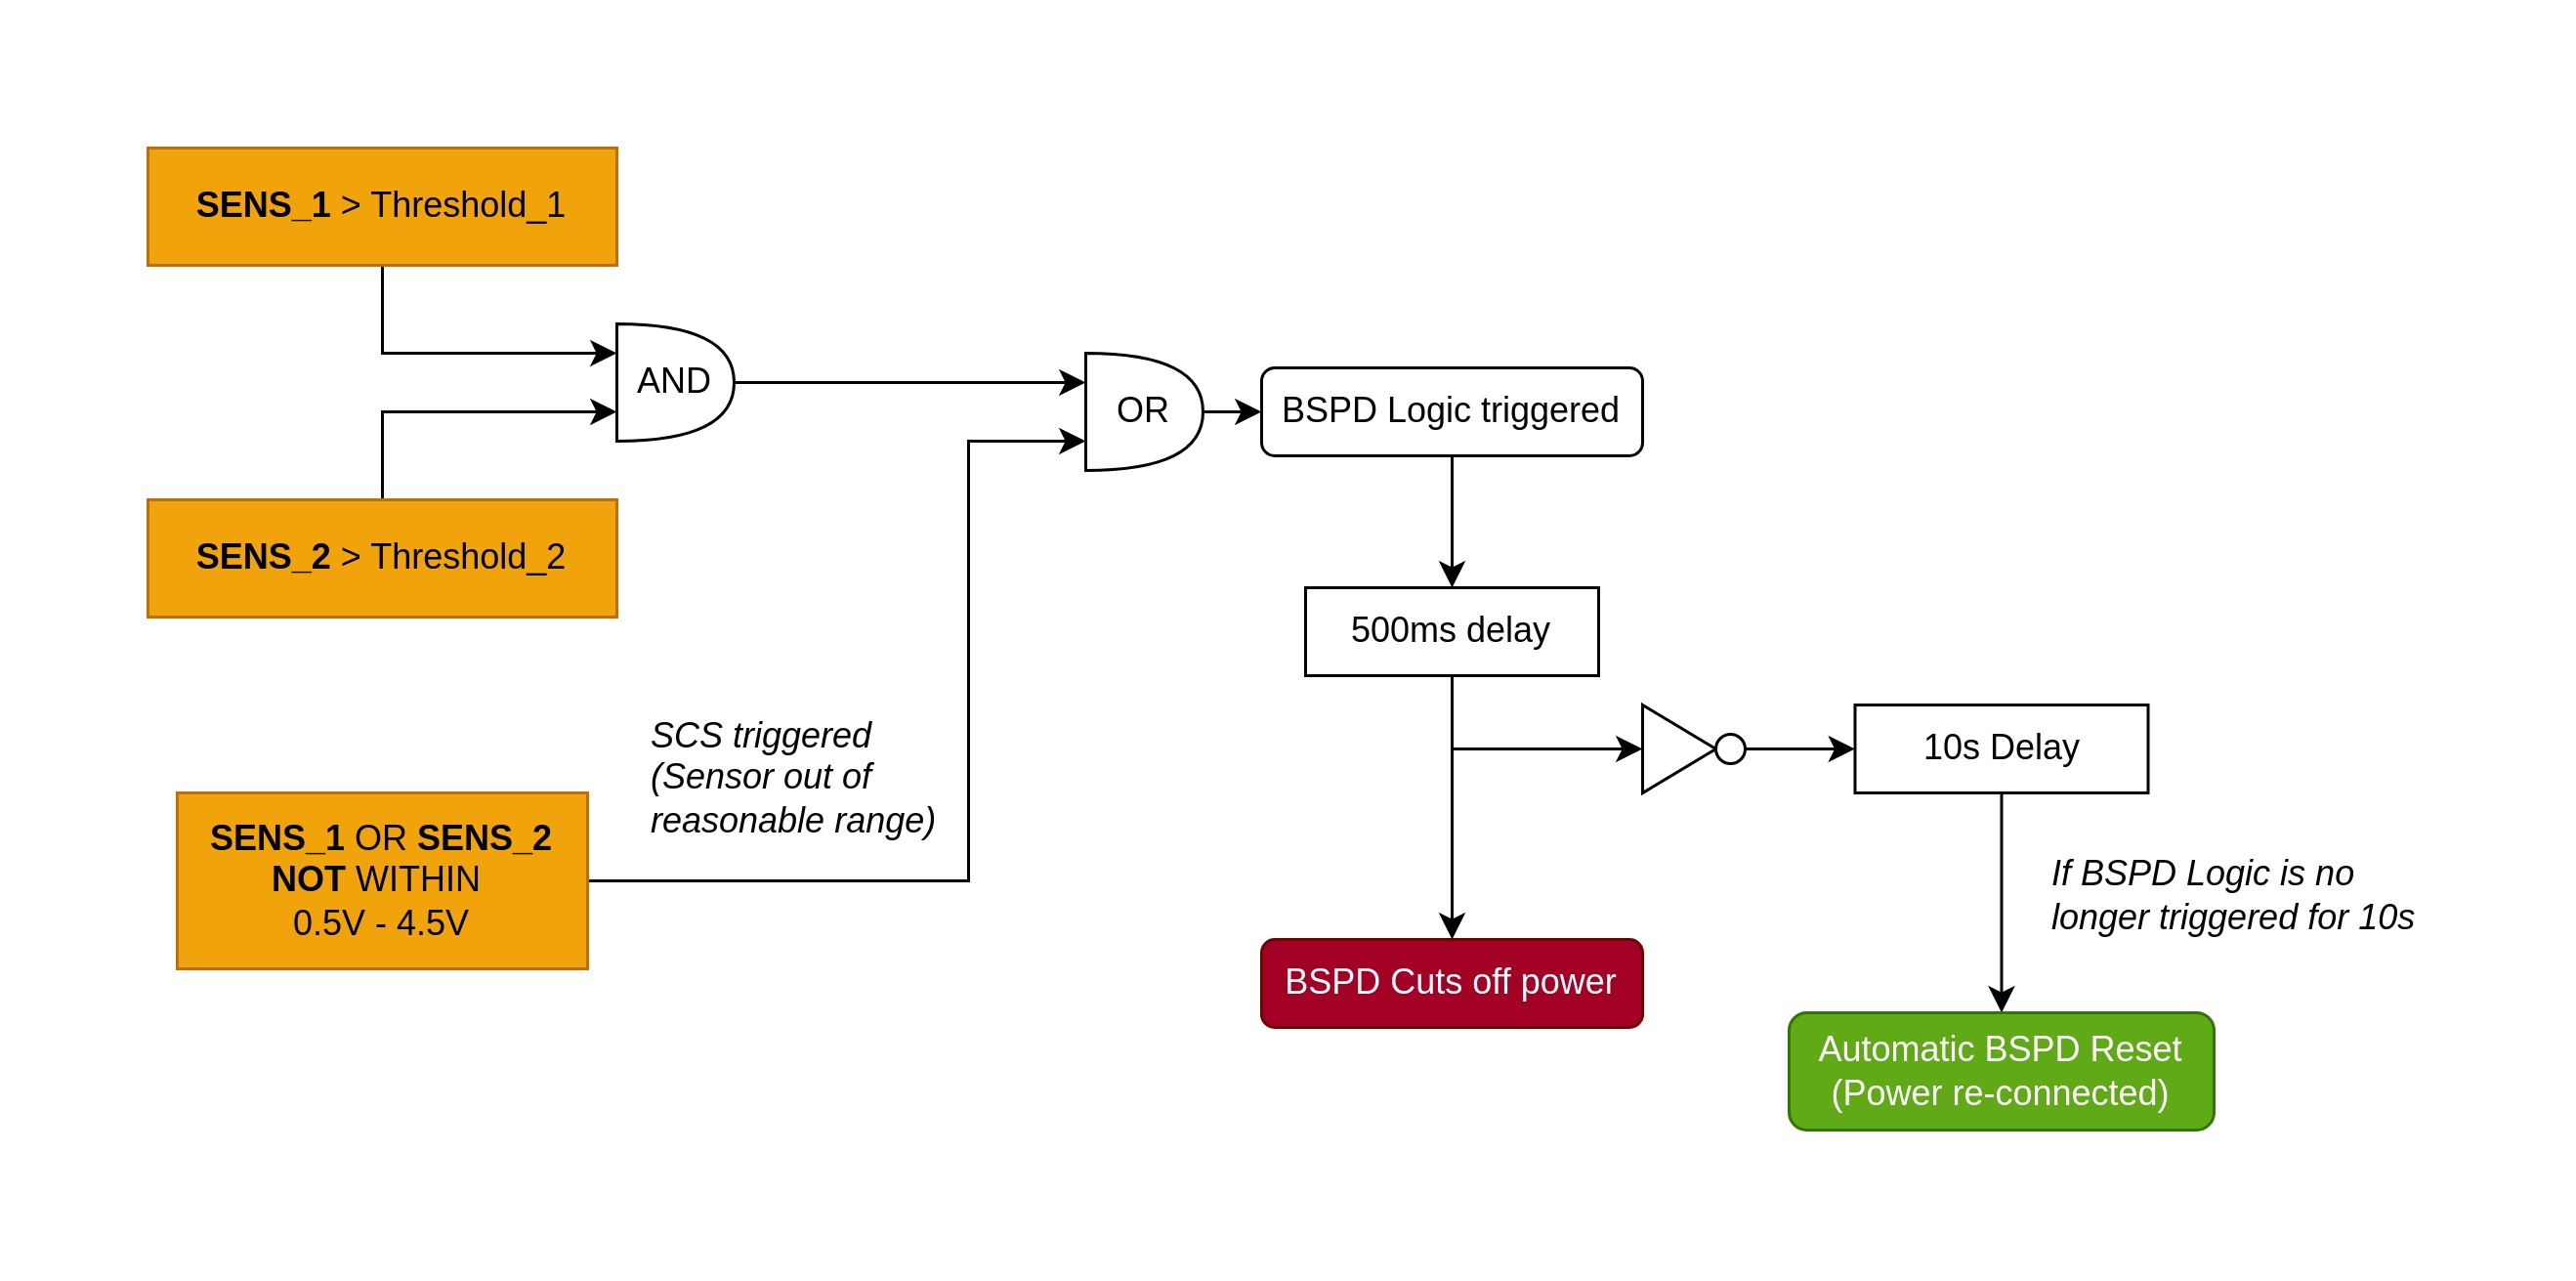 SENS_1 > Threshold_1
AND
OR
BSPD Logic triggered
SENS_2 > Threshold_2
500ms delay
SCS triggered
(Sensor out of
reasonable range)
10s Delay
SENS_1 OR SENS_2
NOT WITHIN
0.5V - 4.5V
If BSPD Logic is no
longer triggered for 10s
BSPD Cuts off power
Automatic BSPD Reset
(Power re-connected)